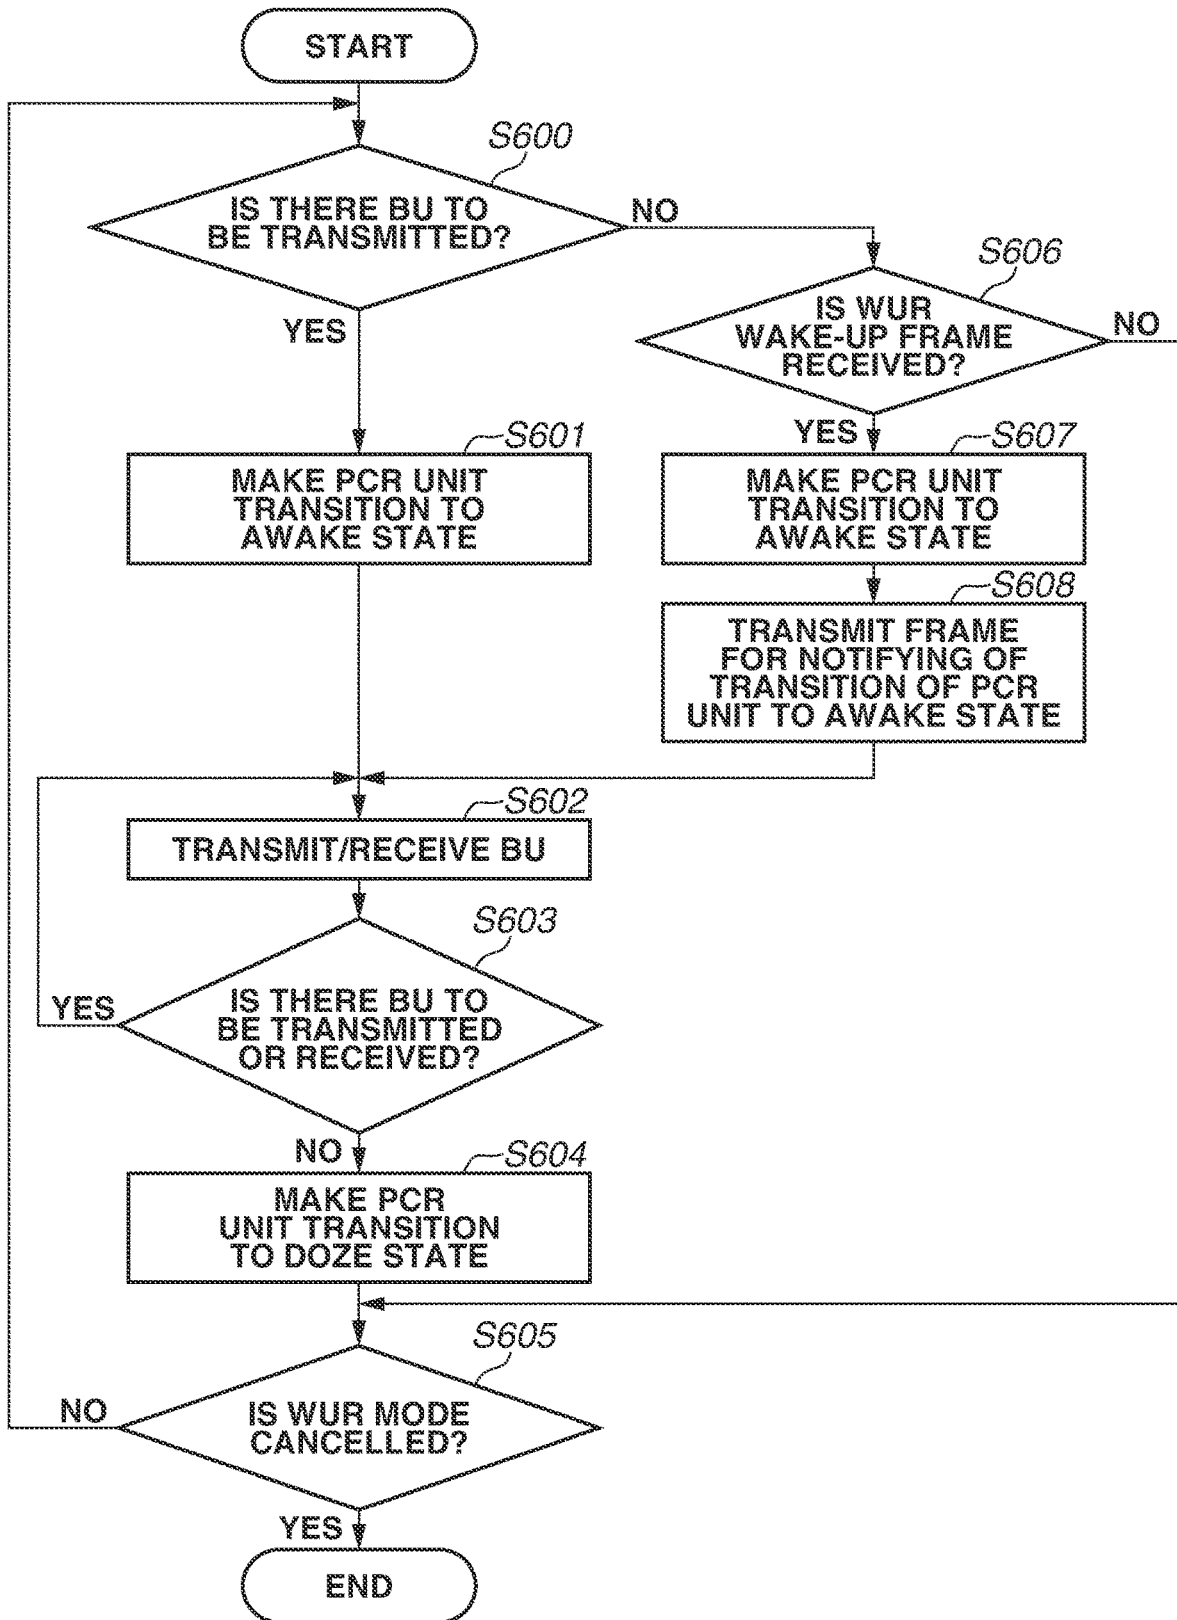 START
S600
IS THERE BU TO
BE TRANSMITTED?
NO
YES
S606
IS WUR
WAKE-UP FRAME
RECEIVED?
NO
YES
S601
MAKE PCR UNIT
TRANSITION TO
AWAKE STATE
S607
MAKE PCR UNIT
TRANSITION TO
AWAKE STATE
S608
TRANSMIT FRAME
FOR NOTIFYING OF
TRANSITION OF PCR
UNIT TO AWAKE STATE
S602
TRANSMIT/RECEIVE BU
S603
IS THERE BU TO
BE TRANSMITTED
OR RECEIVED?
YES
NO
S604
MAKE PCR
UNIT TRANSITION
TO DOZE STATE
S605
IS WUR MODE
CANCELLED?
NO
YES
END